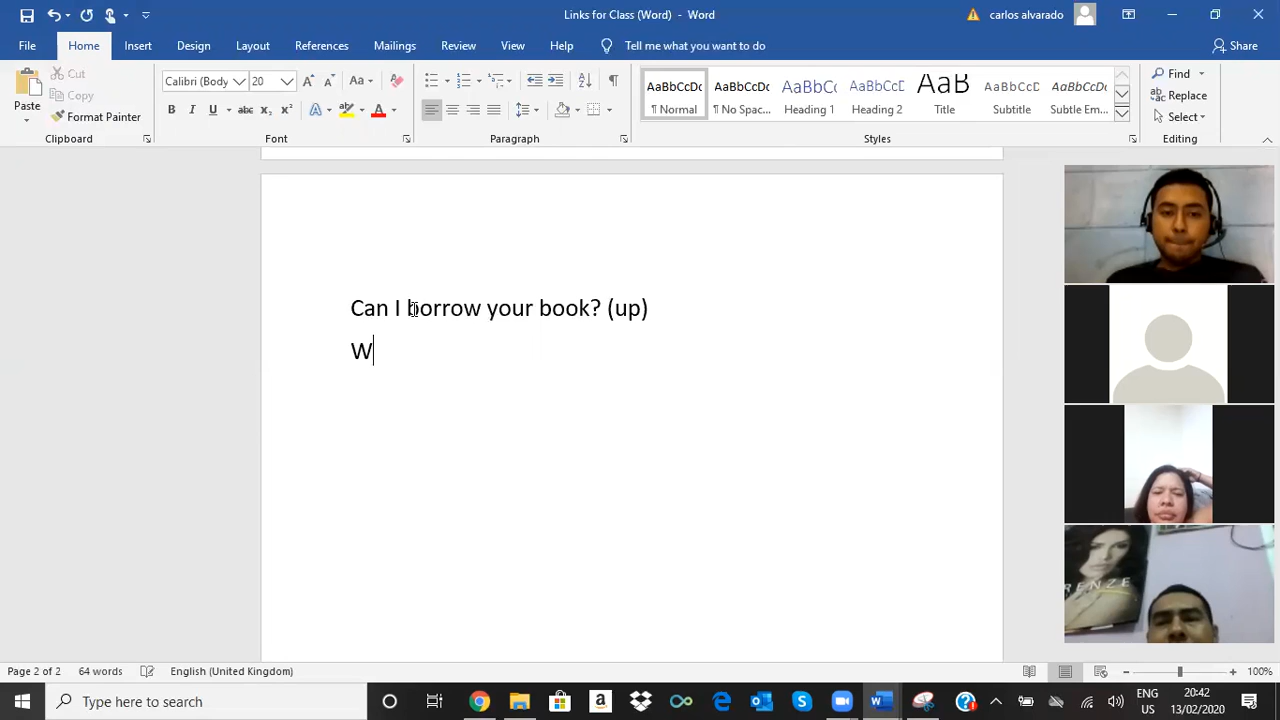 Links for Class (Word) - Word
carlos alvarado
File Home Insert Design Layout References Mailings Review View Help Tell me what you want to do Share
Paste
Cut
Copy
Format Painter
Clipboard
Calibri (Body 20
Font
Paragraph
AaBbCcDc AaBbCcDc AaBbCc AaBbCcD AaB AaBbCcD AaBbCcDc
¶ Normal ¶ No Spac... Heading 1 Heading 2 Title Subtitle Subtle Em...
Styles
Find
Replace
Select
Editing
Can I borrow your book? (up)
W
RENZE
Page 2 of 2 64 words English (United Kingdom) 100%
Type here to search
ENG
US
20:42
13/02/2020